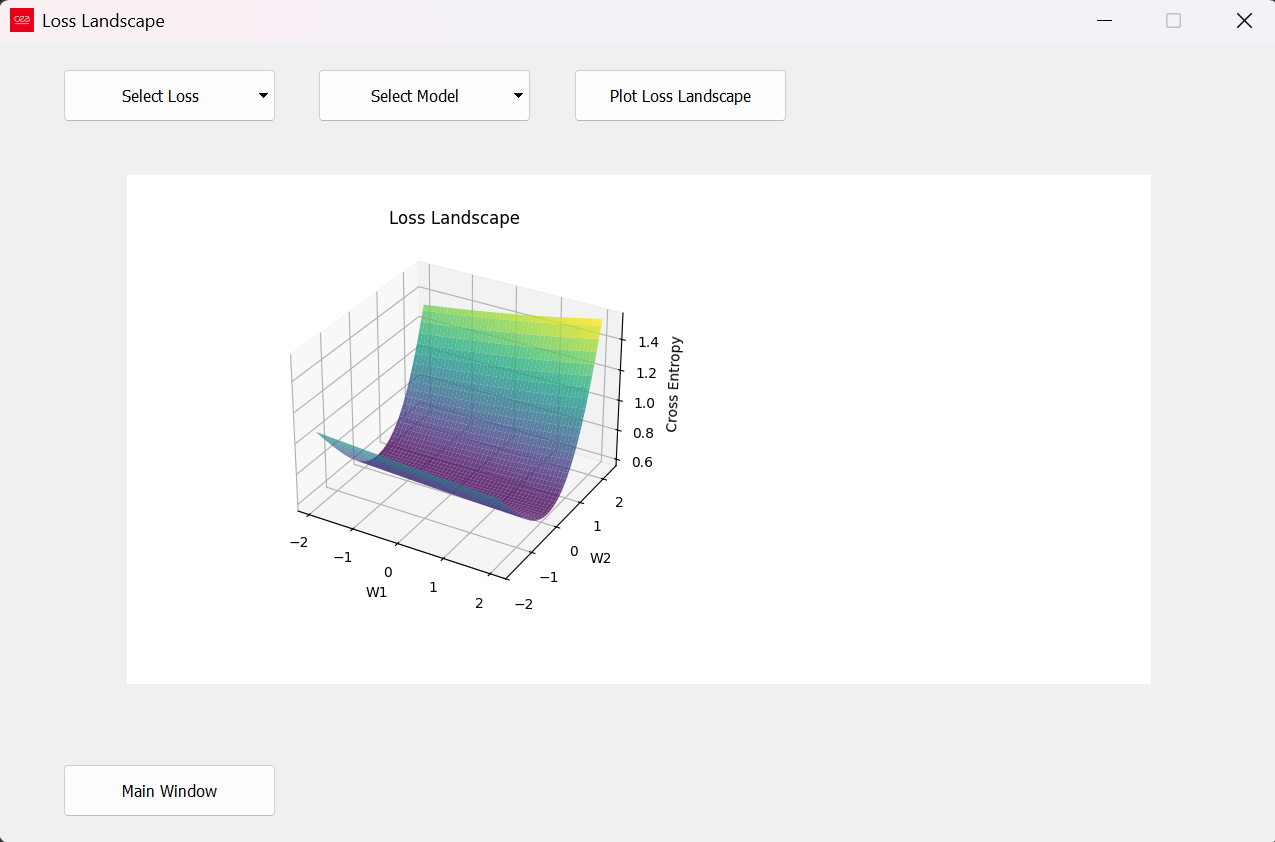 cea
Loss Landscape
Select Loss
Select Model
Plot Loss Landscape
Loss Landscape
1.4
1.2
1.0
0.8
0.6
Cross Entropy
−2
−1
0
1
2
W1
2
1
0
−1
−2
W2
Main Window